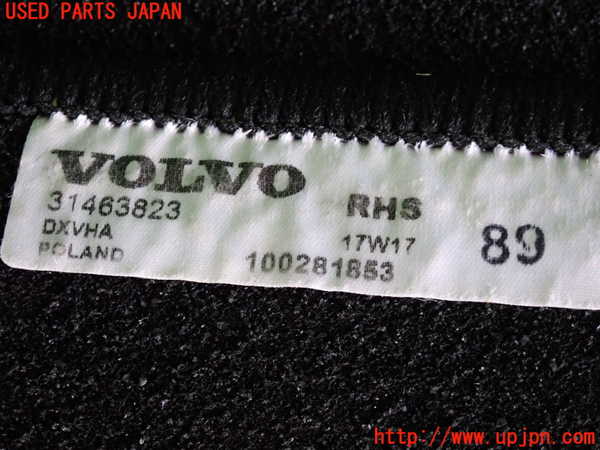 USED PARTS JAPAN
VOLVO
31463823
RHS
DXVHA
17W17
89
POLAND
100281853
http://www.upjpn.com/